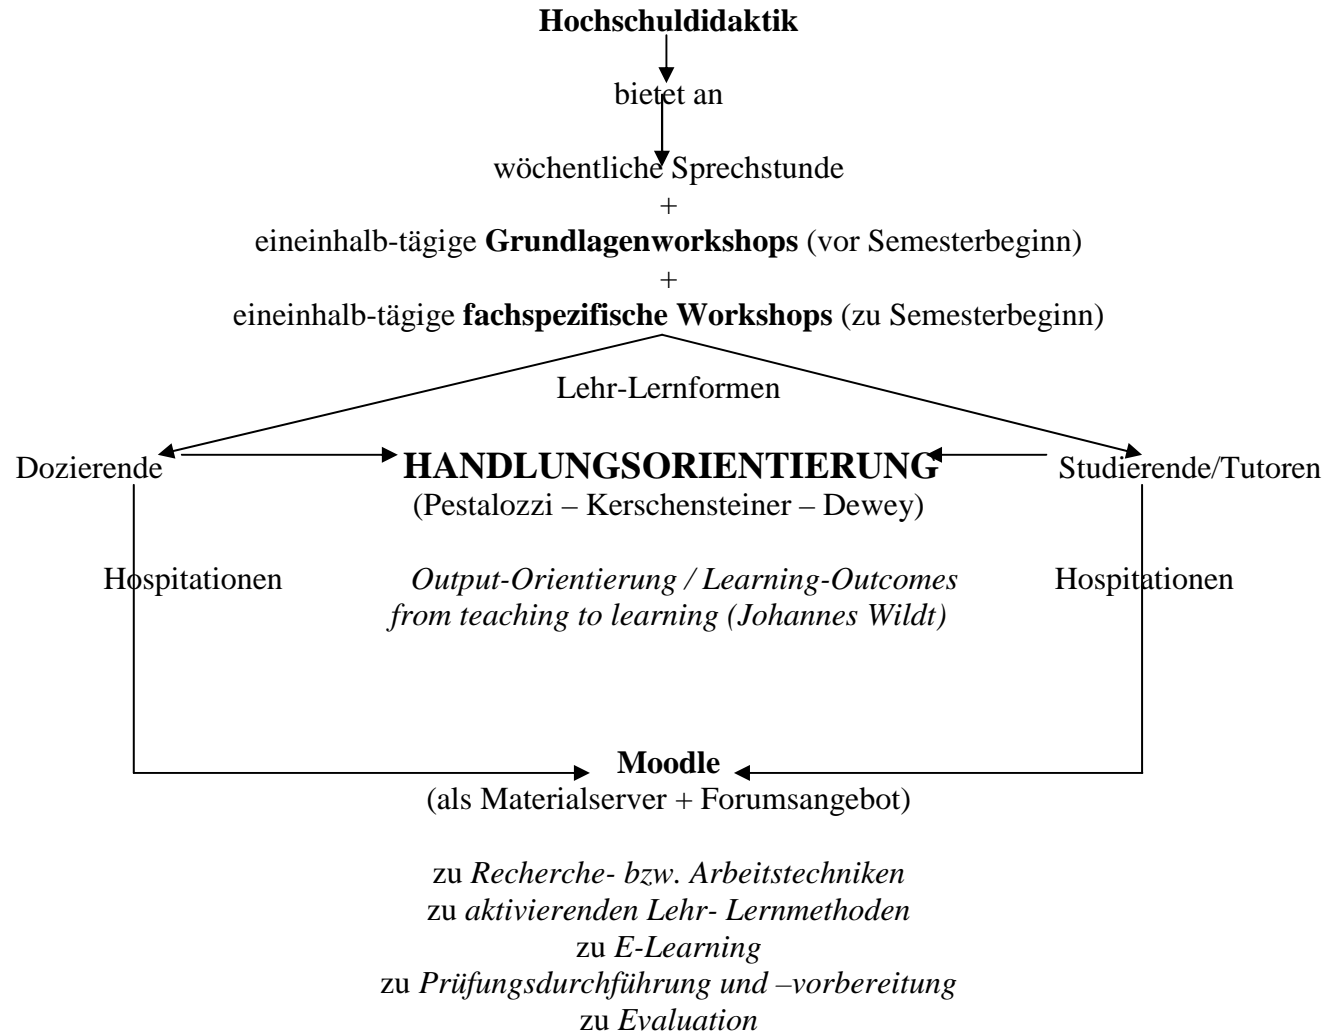 Hochschuldidaktik
bietet an
wöchentliche Sprechstunde
+
eineinhalb-tägige Grundlagenworkshops (vor Semesterbeginn)
+
eineinhalb-tägige fachspezifische Workshops (zu Semesterbeginn)
Lehr-Lernformen
Dozierende HANDLUNGSORIENTIERUNG Studierende/Tutoren
(Pestalozzi – Kerschensteiner – Dewey)
Hospitationen Output-Orientierung / Learning-Outcomes Hospitationen
from teaching to learning (Johannes Wildt)
Moodle
(als Materialserver + Forumsangebot)
zu Recherche- bzw. Arbeitstechniken
zu aktivierenden Lehr- Lernmethoden
zu E-Learning
zu Prüfungsdurchführung und –vorbereitung
zu Evaluation